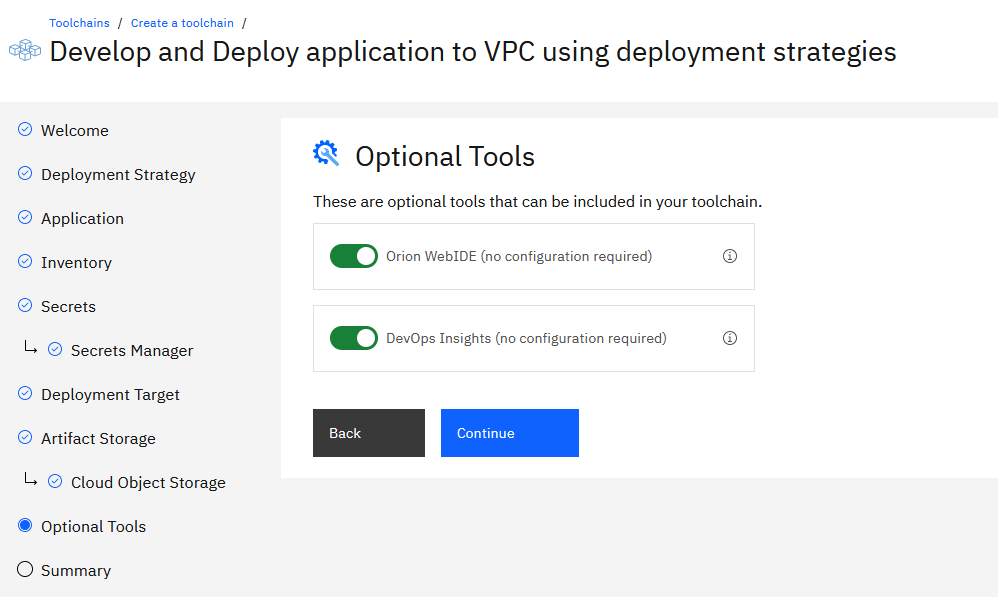 Toolchains / Create a toolchain /
Develop and Deploy application to VPC using deployment strategies
Welcome
Deployment Strategy
Application
Inventory
Secrets
Secrets Manager
Deployment Target
Artifact Storage
Cloud Object Storage
Optional Tools
Summary
Optional Tools
These are optional tools that can be included in your toolchain.
Orion WebIDE (no configuration required)
DevOps Insights (no configuration required)
Back Continue